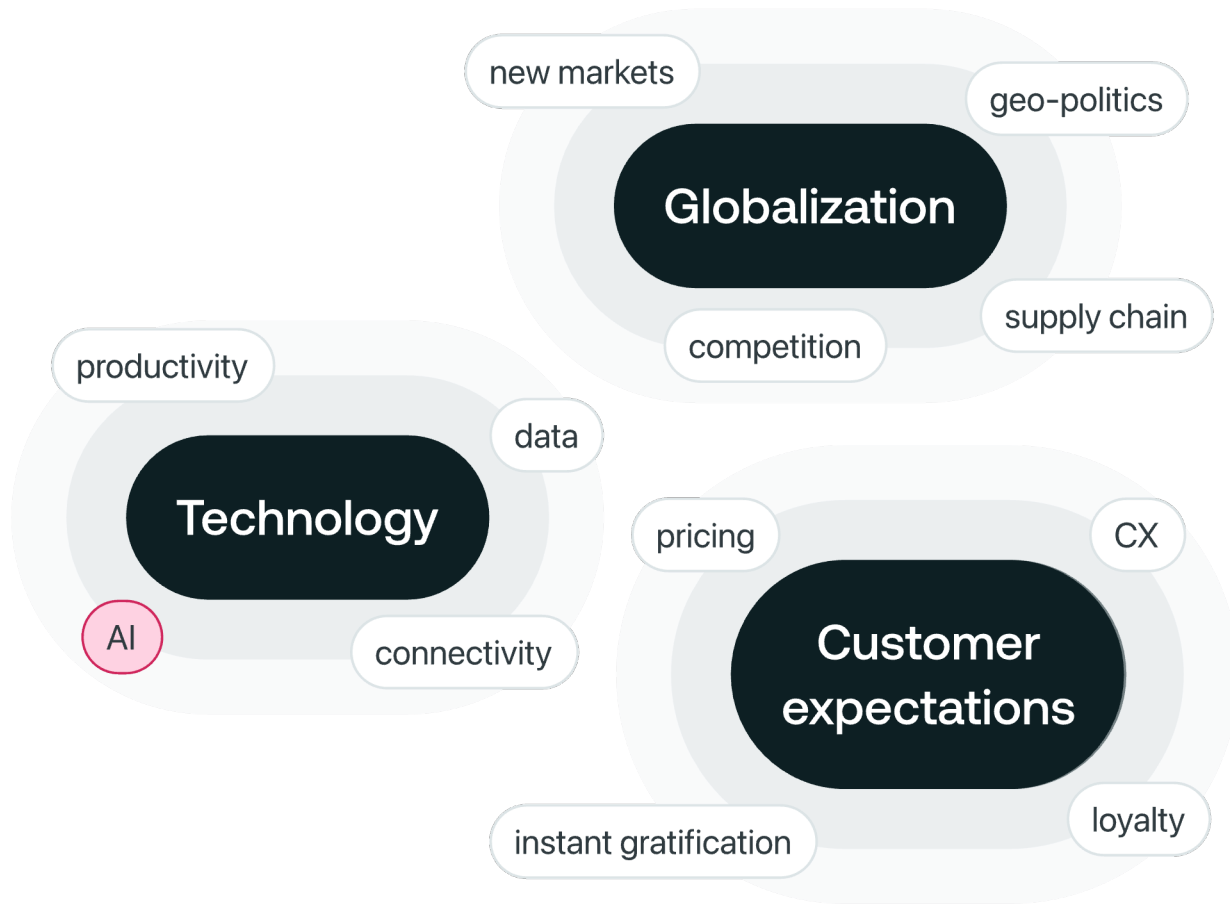 new markets
geo-politics
Globalization
supply chain
competition
productivity
data
Technology
AI
connectivity
pricing
CX
Customer
expectations
loyalty
instant gratification